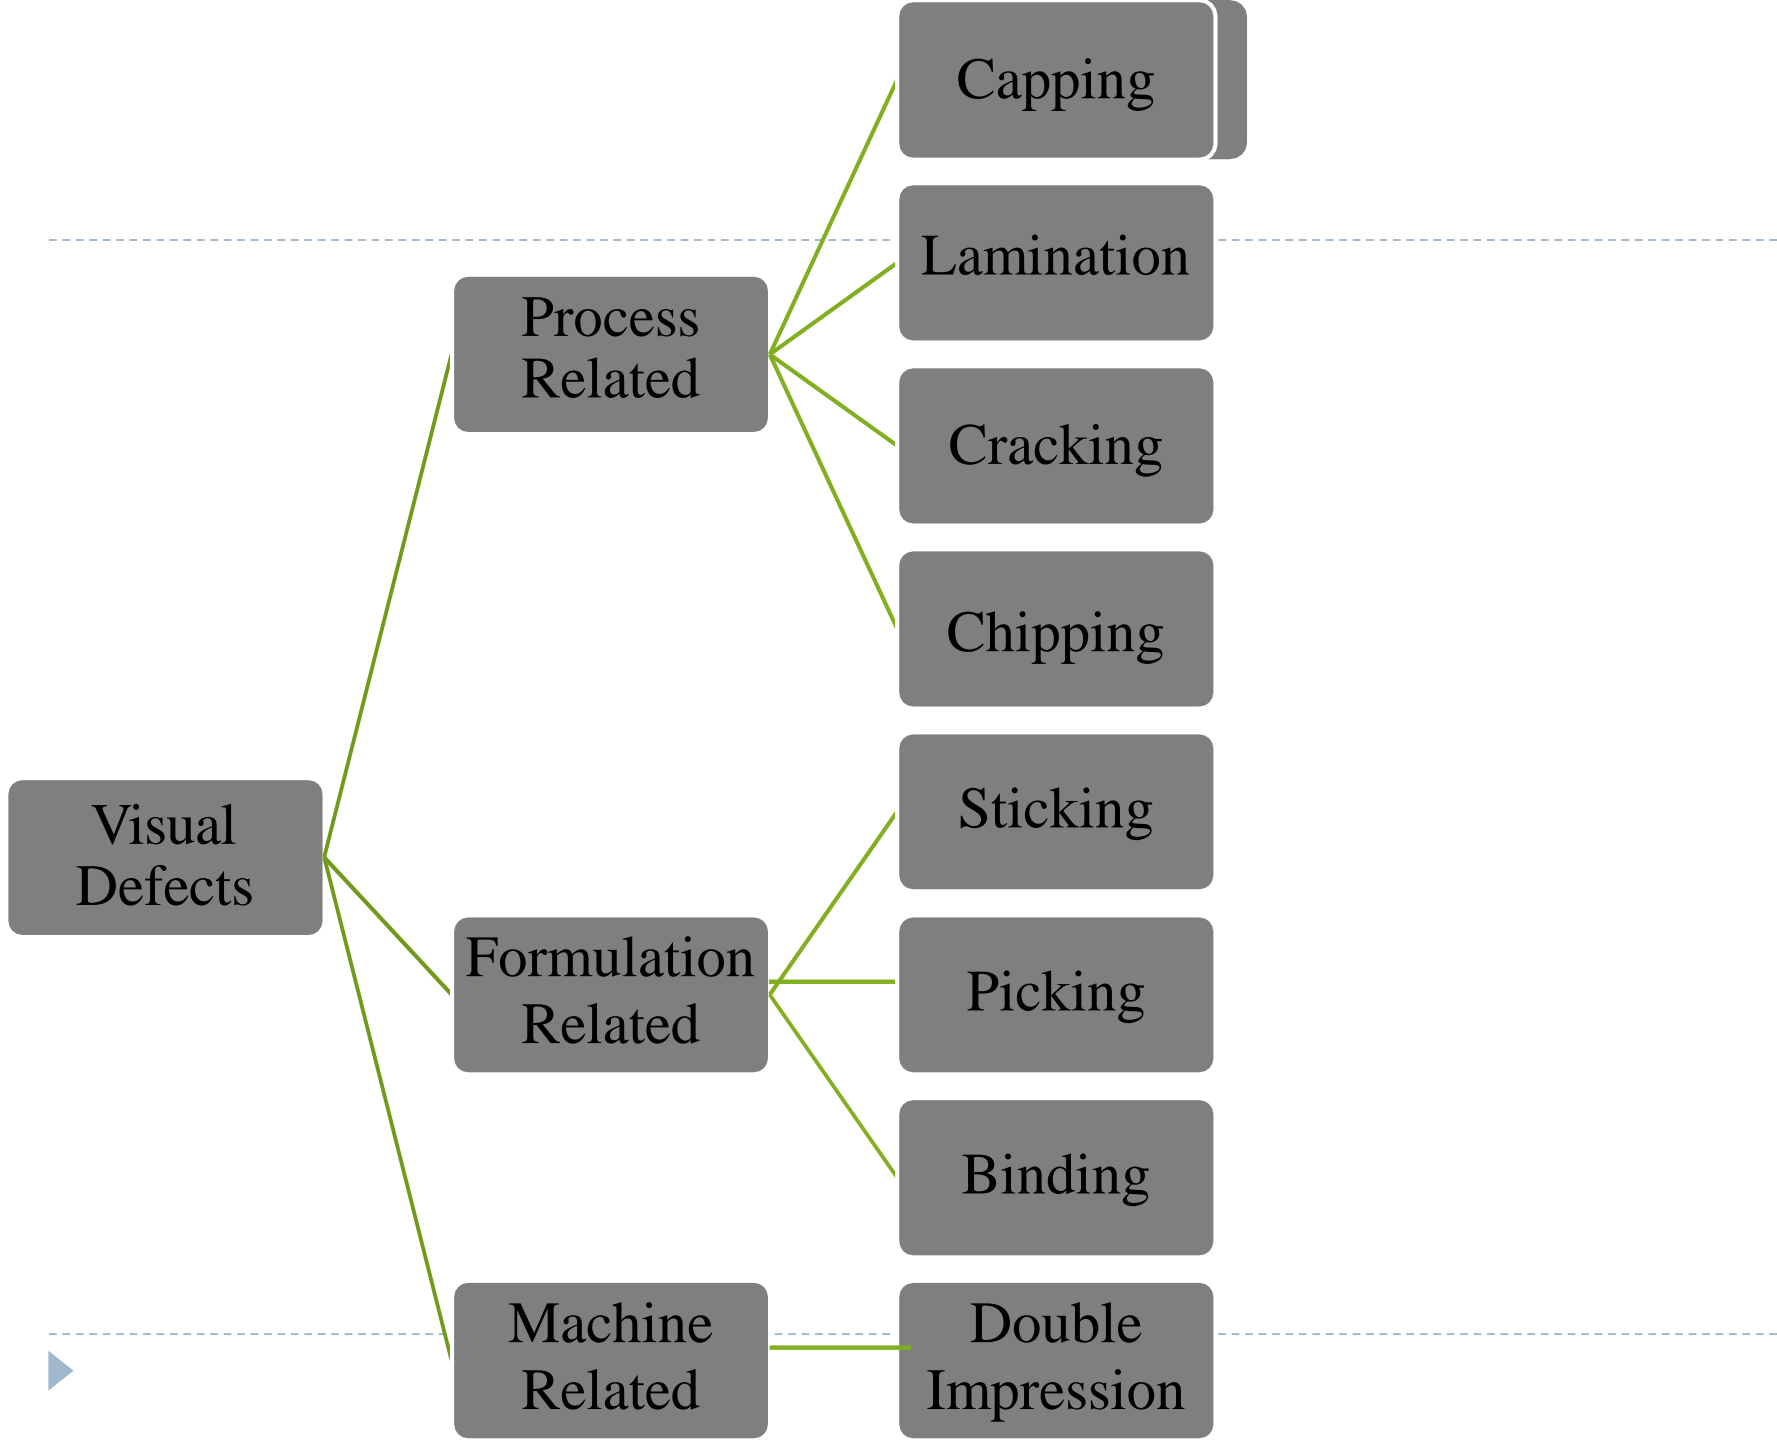 Capping
Lamination
Process
Related
Cracking
Chipping
Sticking
Visual
Defects
Formulation
Related
Picking
Binding
Machine
Related
Double
Impression